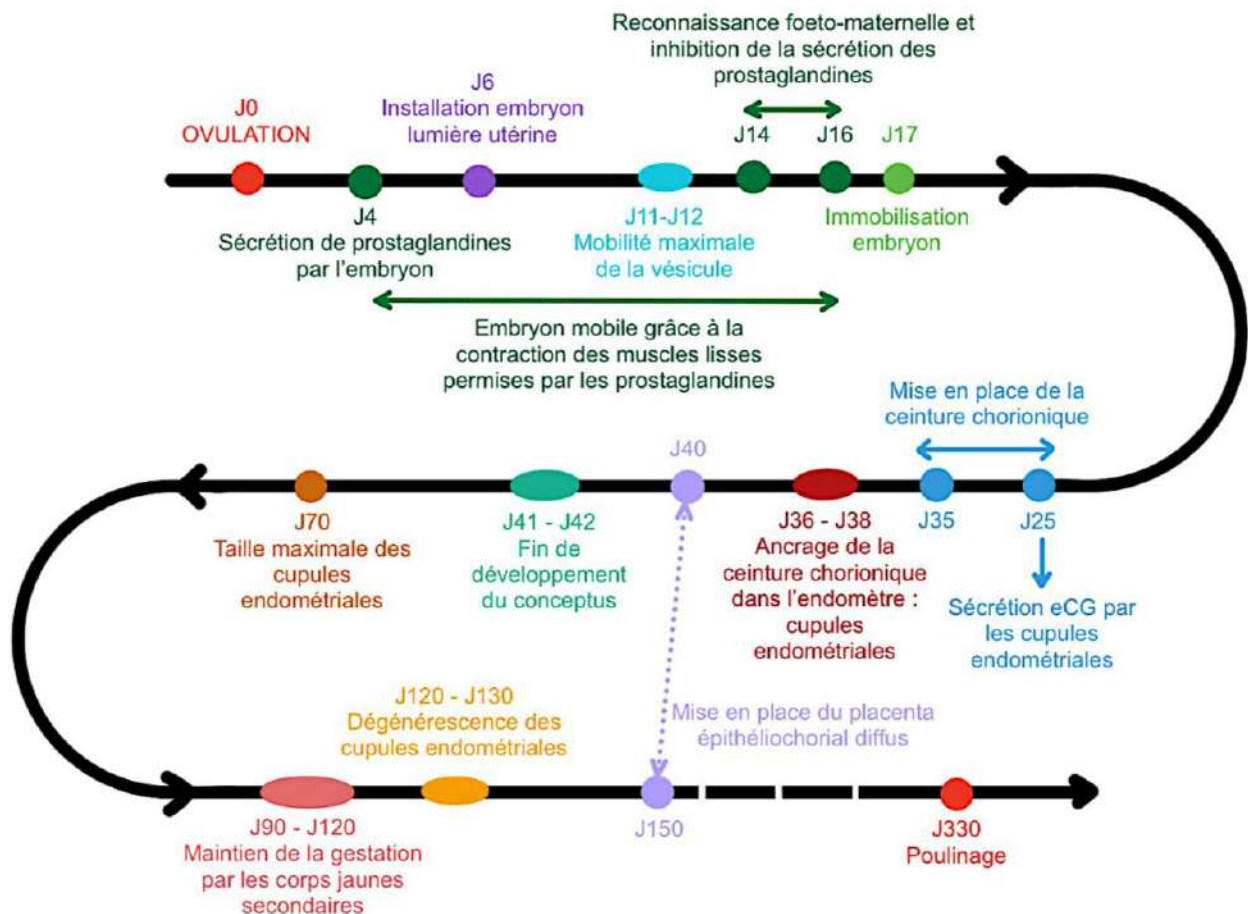 Reconnaissance foeto-maternelle et
inhibition de la sécrétion des
prostaglandines
J0
OVULATION
J6
Installation embryon
lumière utérine
J14
J16
J17
J4
Sécrétion de prostaglandines
par l'embryon
J11-J12
Mobilité maximale
de la vésicule
Immobilisation
embryon
Embryon mobile grâce à la
contraction des muscles lisses
permises par les prostaglandines
Mise en place de la
ceinture chorionique
J40
J70
Taille maximale des
cupules
endométriales
J41 - J42
Fin de
développement
du conceptus
J36 - J38
Ancrage de la
ceinture chorionique
dans l'endomètre :
cupules
endométriales
J35
J25
Sécrétion eCG par
les cupules
endométriales
J120 - J130
Dégénérescence des
cupules endométriales
Mise en place du placenta
épithéliochorial diffus
J90 - J120
Maintien de la gestation
par les corps jaunes
secondaires
J150
J330
Poulinage